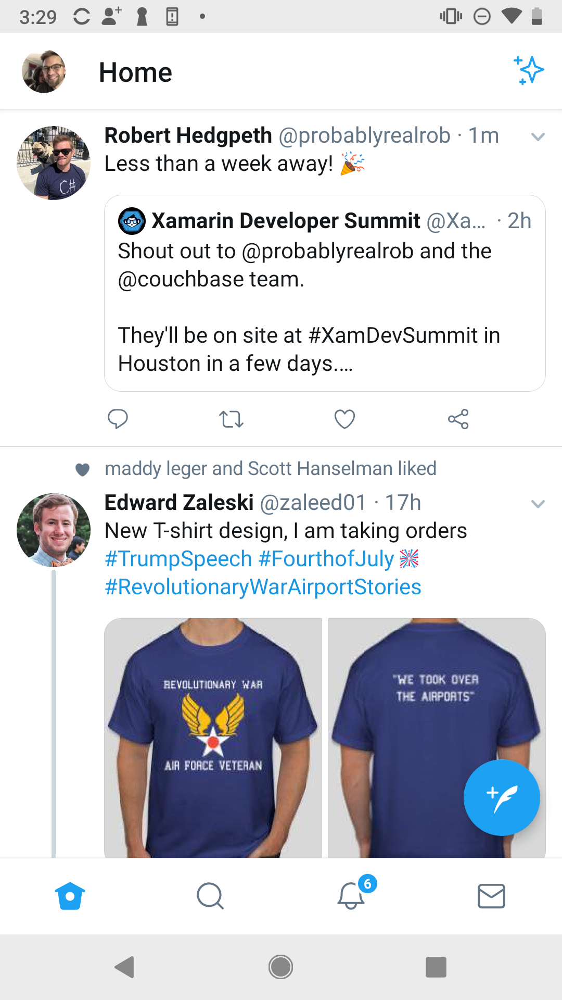 3:29
Home
Robert Hedgpeth @probablyrealrob · 1m
Less than a week away! 🎉
C#
Xamarin Developer Summit @Xa… · 2h
Shout out to @probablyrealrob and the
@couchbase team.
They'll be on site at #XamDevSummit in
Houston in a few days.…
maddy leger and Scott Hanselman liked
Edward Zaleski @zaleed01 · 17h
New T-shirt design, I am taking orders
#TrumpSpeech #FourthofJuly 🎆
#RevolutionaryWarAirportStories
REVOLUTIONARY WAR
AIR FORCE VETERAN
"WE TOOK OVER
THE AIRPORTS"
6